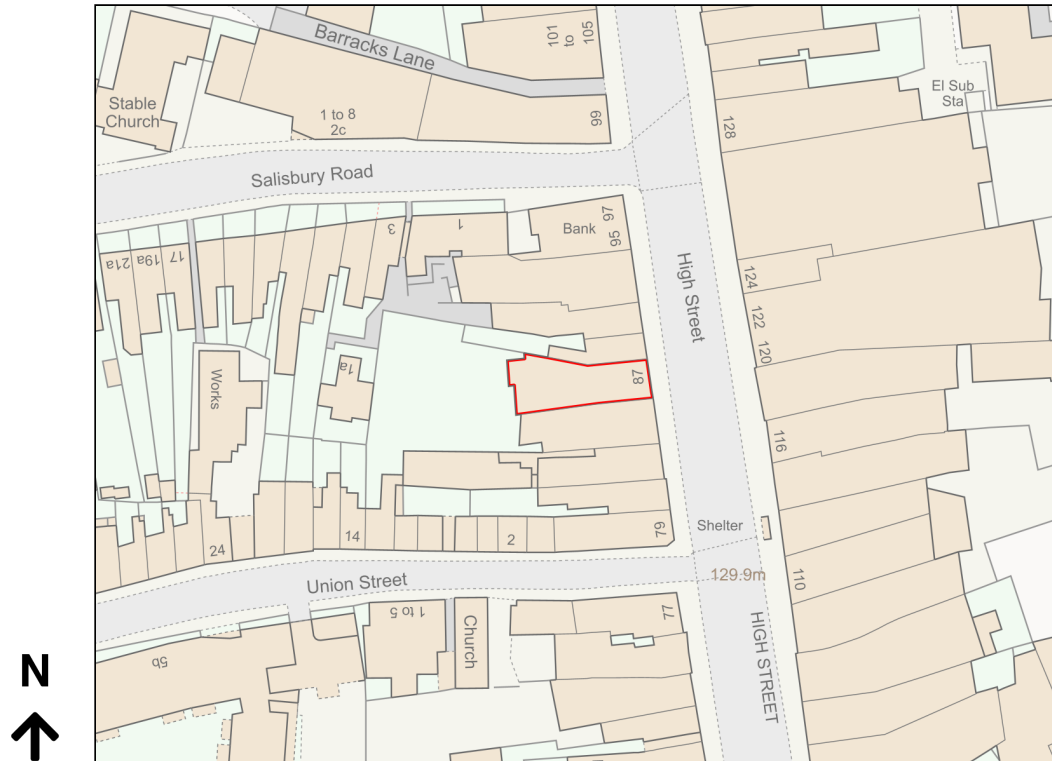 Barracks Lane
101
to
105
Stable
Church
1 to 8
2c
99
128
El Sub
Sta
Salisbury Road
3
1
Bank
97
95
21a
19a
17
High Street
124
122
120
1a
87
Works
116
24
14
2
79
Shelter
129.9m
110
Union Street
HIGH STREET
1 to 5
Church
77
5b
N